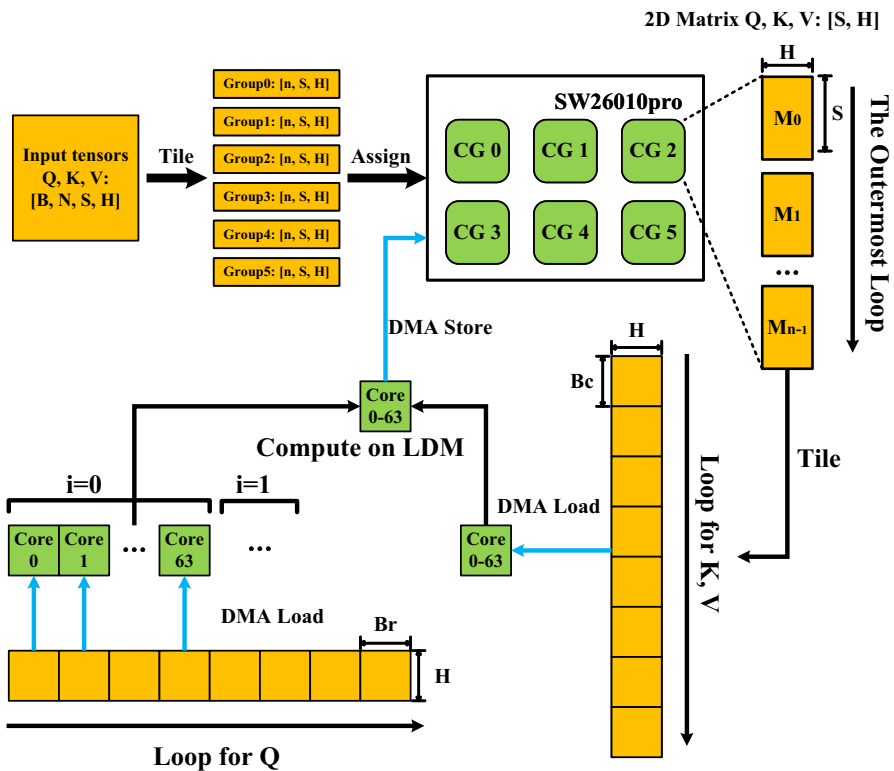 2D Matrix Q, K, V: [S, H]
Input tensors
Q, K, V:
[B, N, S, H]
Tile
Group0: [n, S, H]
Group1: [n, S, H]
Group2: [n, S, H]
Group3: [n, S, H]
Group4: [n, S, H]
Group5: [n, S, H]
Assign
SW26010pro
CG 0
CG 1
CG 2
CG 3
CG 4
CG 5
H
S
M0
M1
...
Mn-1
The Outermost Loop
DMA Store
Core
0-63
Compute on LDM
H
Bc
Loop for K, V
Tile
DMA Load
Core
0-63
i=0
i=1
Core
0
Core
1
...
Core
63
...
DMA Load
Br
H
Loop for Q